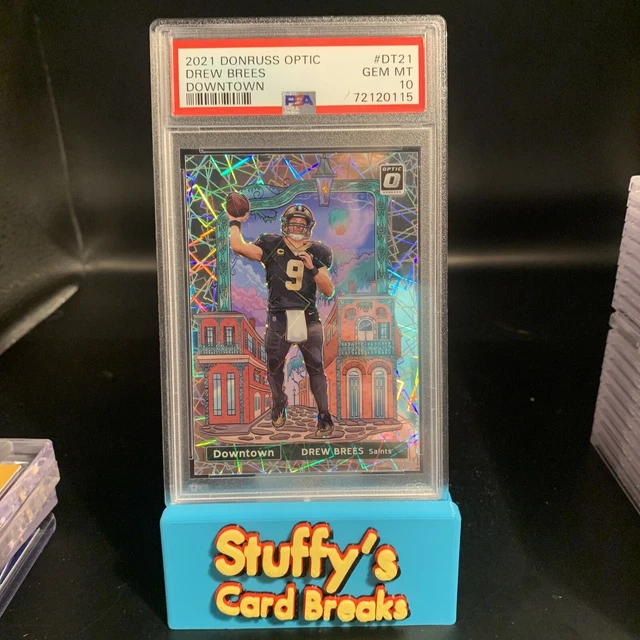 2021 DONRUSS OPTIC #DT21
DREW BREES GEM MT
DOWNTOWN 10
PSA 72120115
OPTIC
O
9
Downtown DREW BREES Saints
Stuffy's
Card Breaks